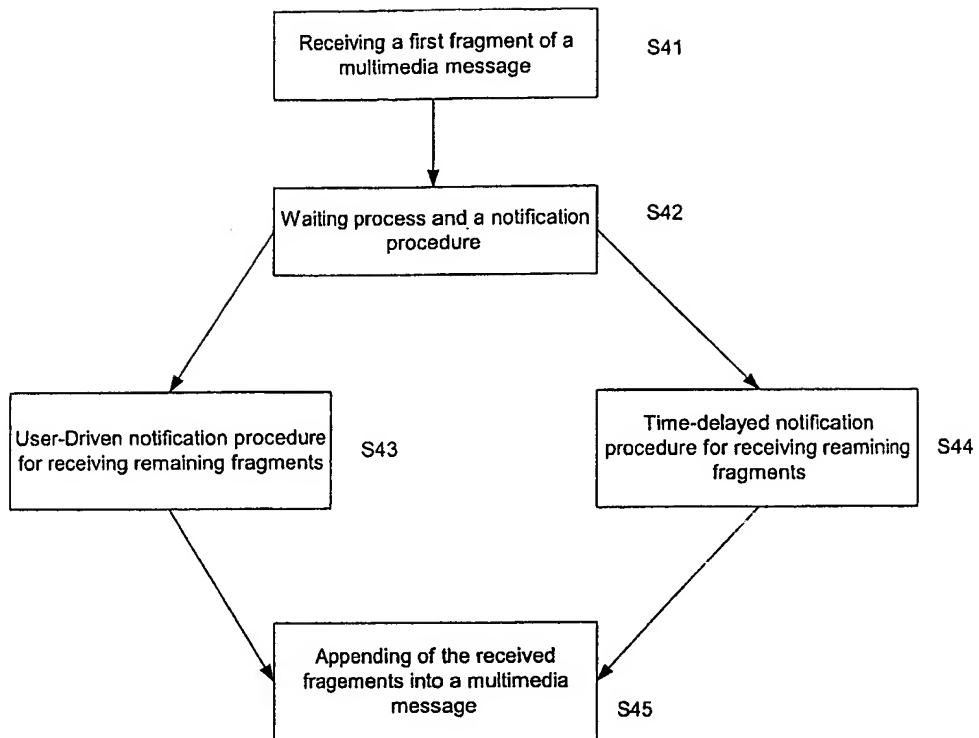 Receiving a first fragment of a
multimedia message
S41
Waiting process and a notification
procedure
S42
User-Driven notification procedure
for receiving remaining fragments
S43
Time-delayed notification
procedure for receiving reamining
fragments
S44
Appending of the received
fragements into a multimedia
message
S45